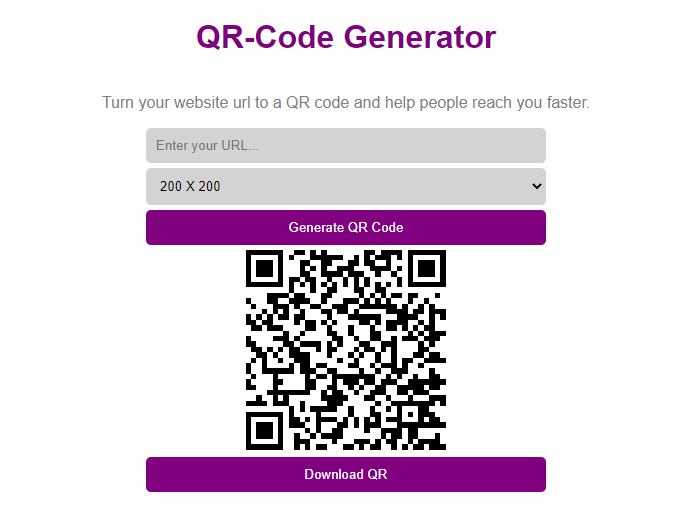 QR-Code Generator
Turn your website url to a QR code and help people reach you faster.
Enter your URL...
200 X 200
Generate QR Code
Download QR